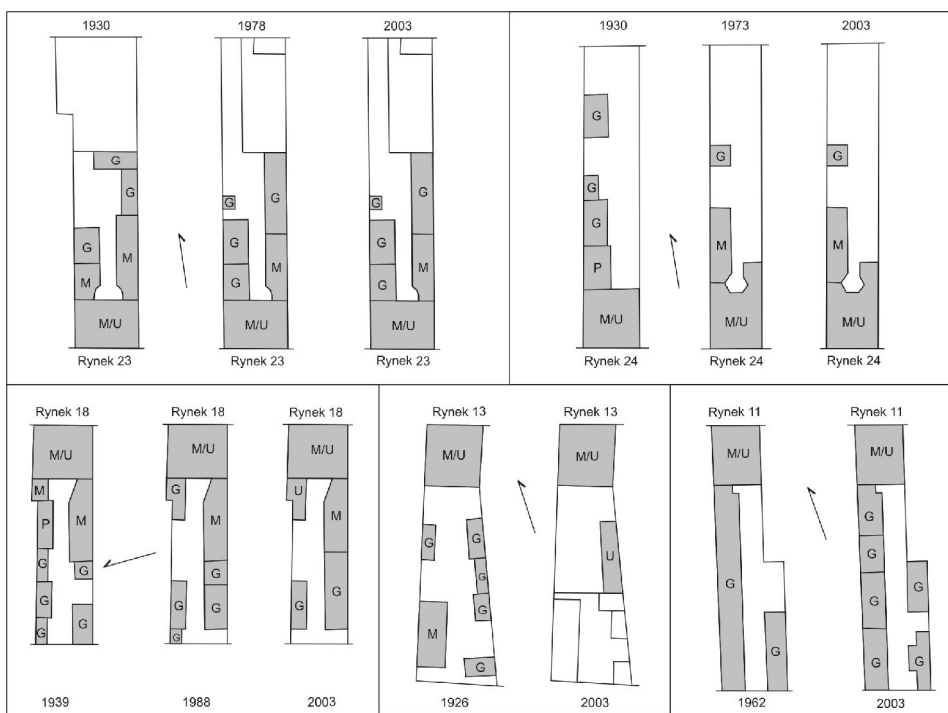 1930 1978 2003
G
G G G
G G
G M G G
M G M G M
M/U M/U M/U
Rynek 23 Rynek 23 Rynek 23
1930 1973 2003
G
G G
G
G
M M
P
M/U M/U M/U
Rynek 24 Rynek 24 Rynek 24
Rynek 18 Rynek 18 Rynek 18
M/U M/U M/U
M G U
P M M M
G G G
G G G G G
G G G
1939 1988 2003
Rynek 13 Rynek 13
M/U M/U
G G U
G
G
M
G
1926 2003
Rynek 11 Rynek 11
M/U M/U
G
G
G G G
G G G
1962 2003